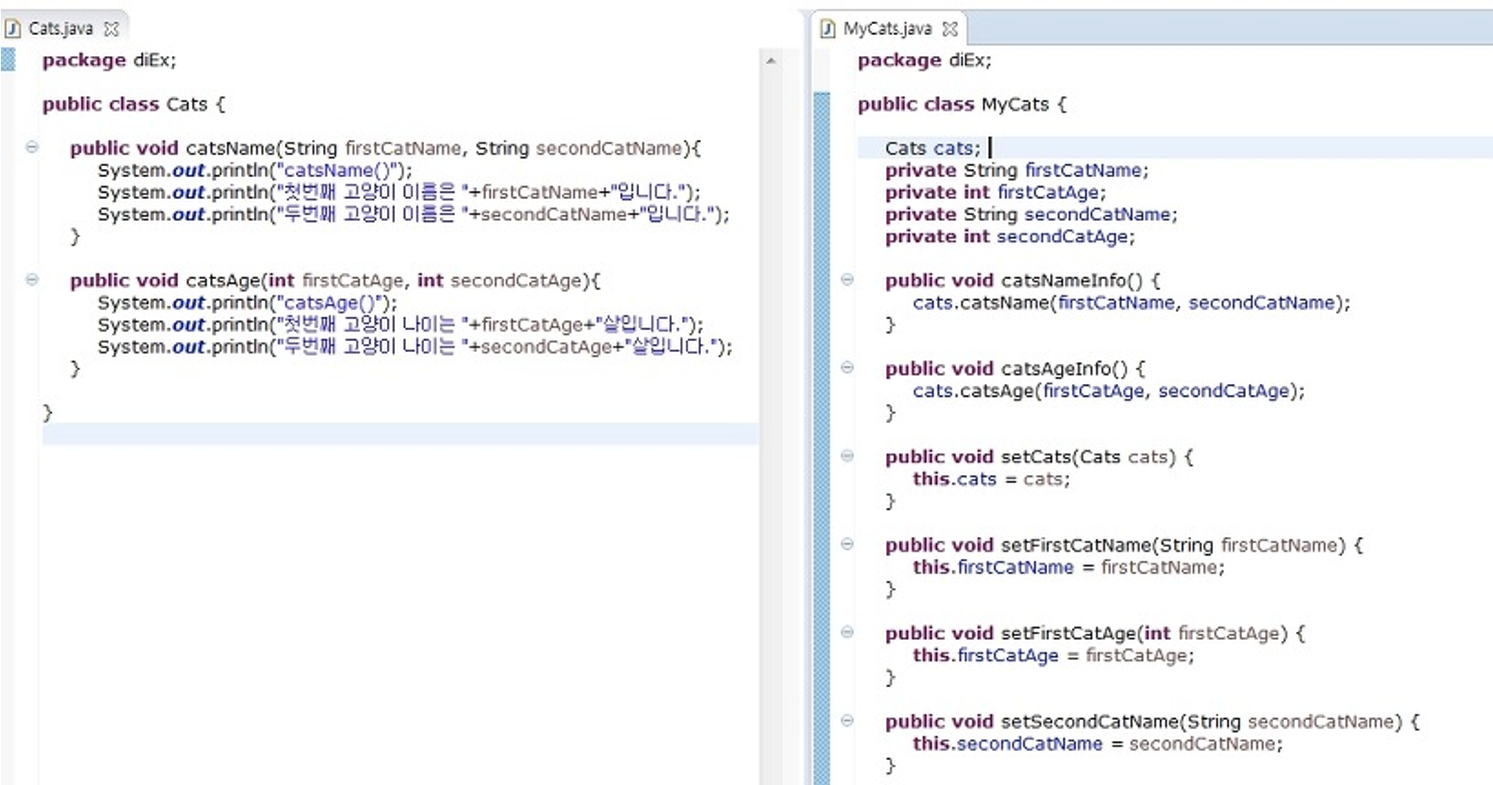 Cats.java
package diEx;
public class Cats {
public void catsName(String firstCatName, String secondCatName){
System.out.println("catsName()");
System.out.println("첫번째 고양이 이름은 "+firstCatName+"입니다.");
System.out.println("두번째 고양이 이름은 "+secondCatName+"입니다.");
}
public void catsAge(int firstCatAge, int secondCatAge){
System.out.println("catsAge()");
System.out.println("첫번째 고양이 나이는 "+firstCatAge+"살입니다.");
System.out.println("두번째 고양이 나이는 "+secondCatAge+"살입니다.");
}
}
MyCats.java
package diEx;
public class MyCats {
Cats cats;
private String firstCatName;
private int firstCatAge;
private String secondCatName;
private int secondCatAge;
public void catsNameInfo() {
cats.catsName(firstCatName, secondCatName);
}
public void catsAgeInfo() {
cats.catsAge(firstCatAge, secondCatAge);
}
public void setCats(Cats cats) {
this.cats = cats;
}
public void setFirstCatName(String firstCatName) {
this.firstCatName = firstCatName;
}
public void setFirstCatAge(int firstCatAge) {
this.firstCatAge = firstCatAge;
}
public void setSecondCatName(String secondCatName) {
this.secondCatName = secondCatName;
}